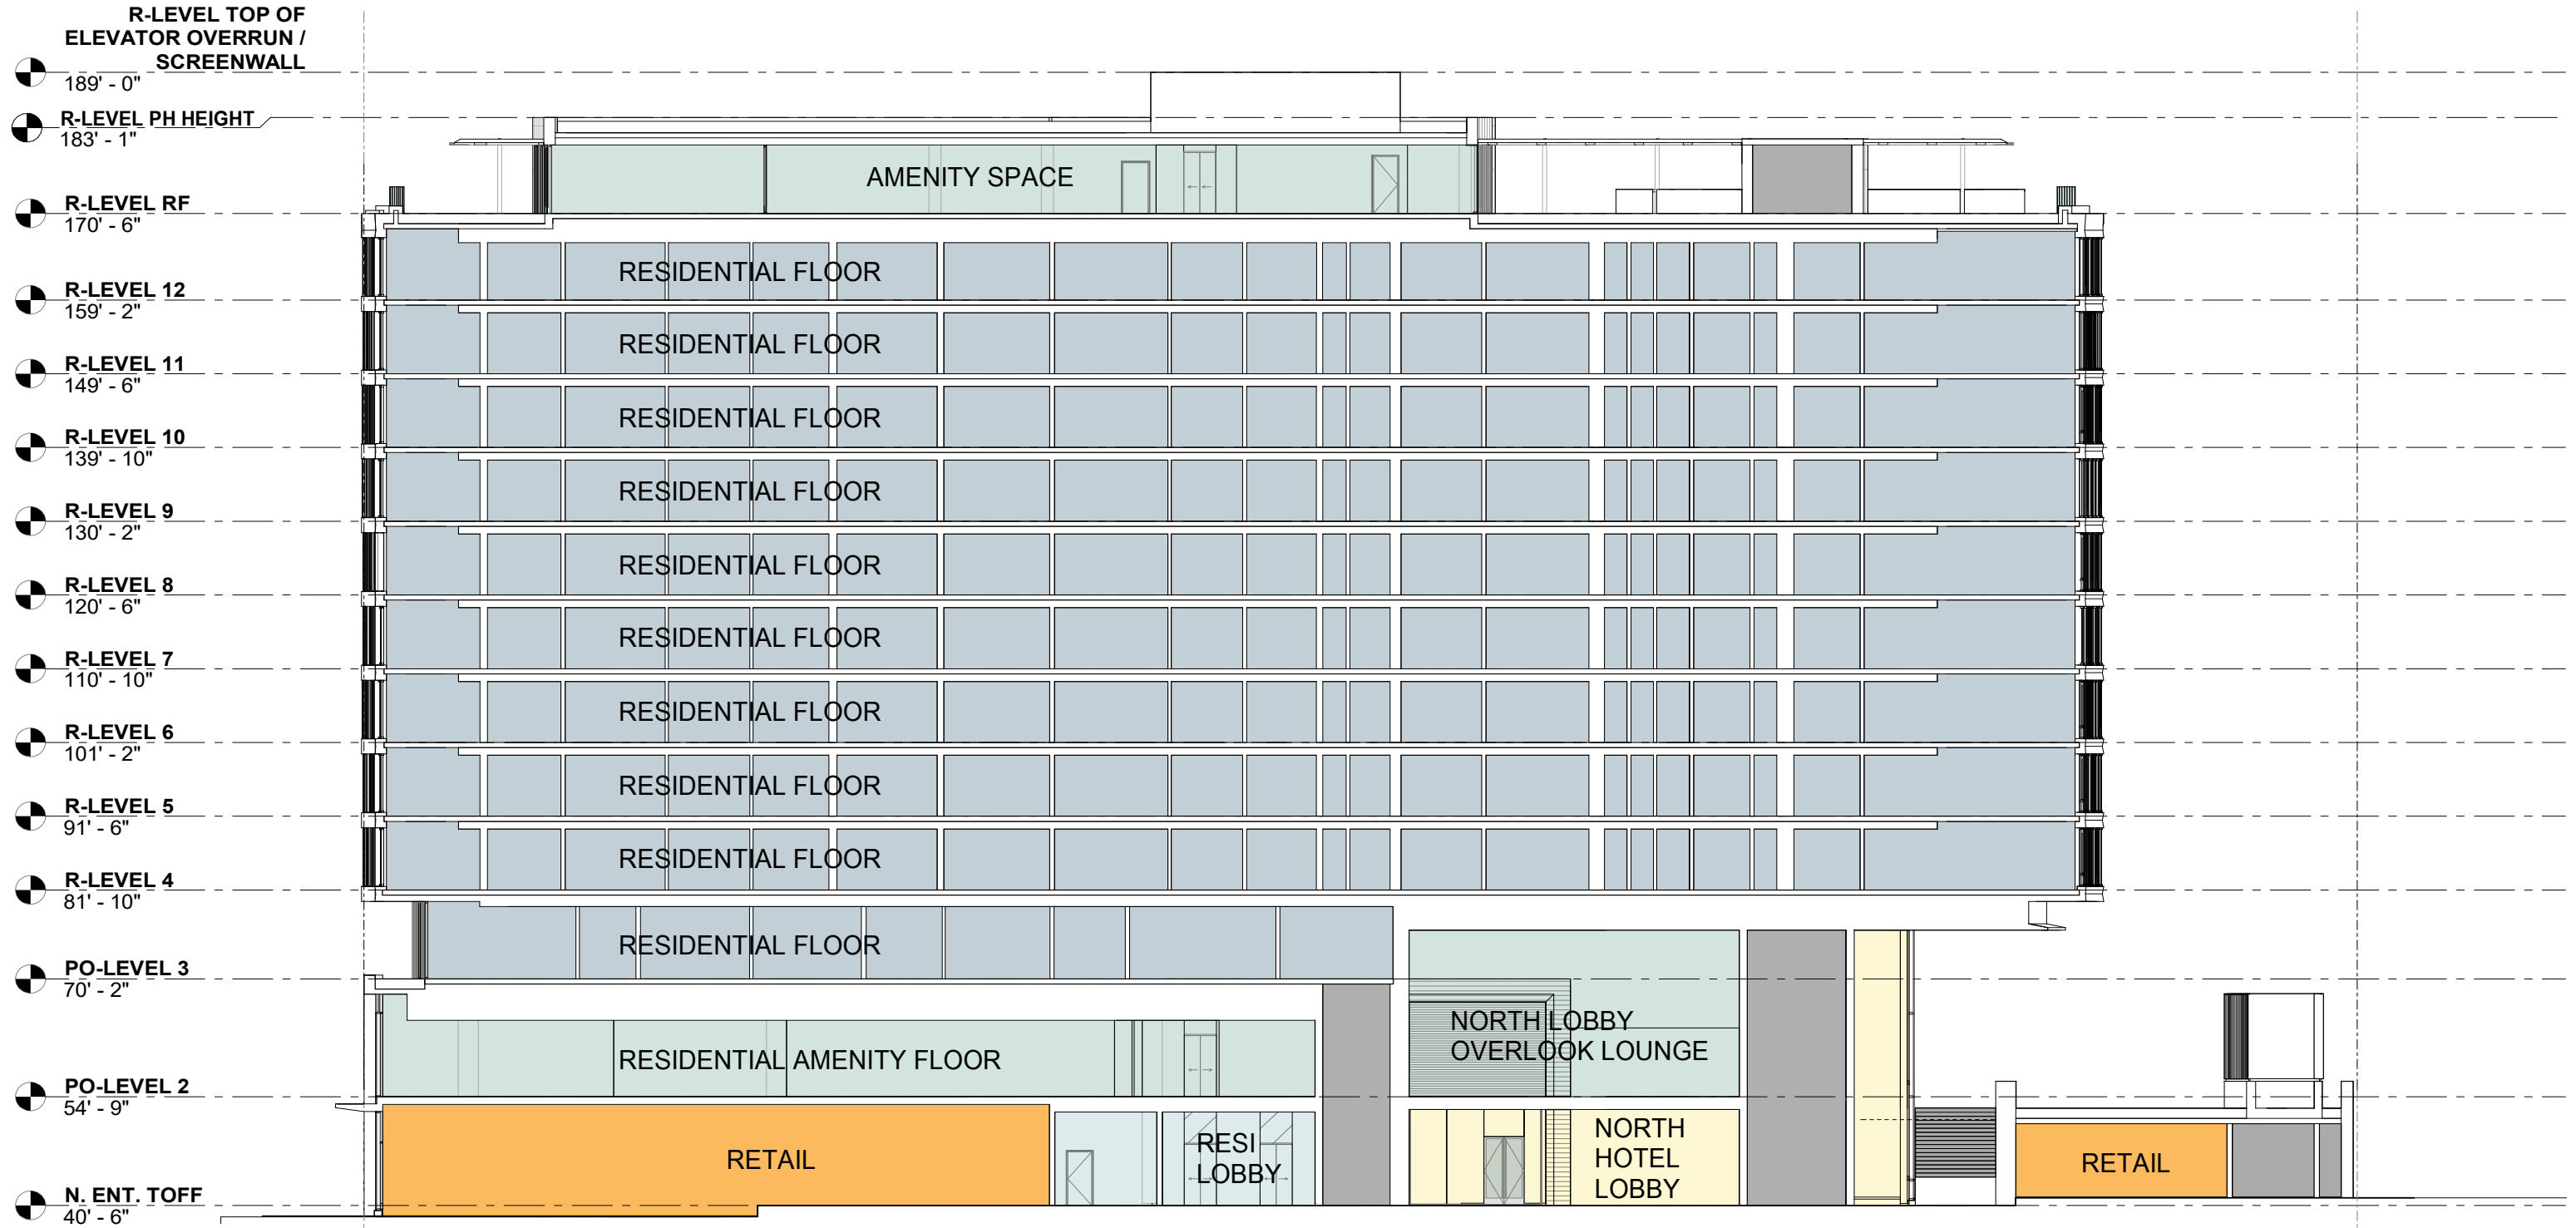 R-LEVEL TOP OF
ELEVATOR OVERRUN /
SCREENWALL
189' - 0"
R-LEVEL PH HEIGHT
183' - 1"
AMENITY SPACE
R-LEVEL RF
170' - 6"
RESIDENTIAL FLOOR
R-LEVEL 12
159' - 2"
RESIDENTIAL FLOOR
R-LEVEL 11
149' - 6"
RESIDENTIAL FLOOR
R-LEVEL 10
139' - 10"
RESIDENTIAL FLOOR
R-LEVEL 9
130' - 2"
RESIDENTIAL FLOOR
R-LEVEL 8
120' - 6"
RESIDENTIAL FLOOR
R-LEVEL 7
110' - 10"
RESIDENTIAL FLOOR
R-LEVEL 6
101' - 2"
RESIDENTIAL FLOOR
R-LEVEL 5
91' - 6"
RESIDENTIAL FLOOR
R-LEVEL 4
81' - 10"
RESIDENTIAL FLOOR
PO-LEVEL 3
70' - 2"
NORTH LOBBY
OVERLOOK LOUNGE
RESIDENTIAL AMENITY FLOOR
PO-LEVEL 2
54' - 9"
RETAIL
RESI
LOBBY
NORTH
HOTEL
LOBBY
RETAIL
N. ENT. TOFF
40' - 6"